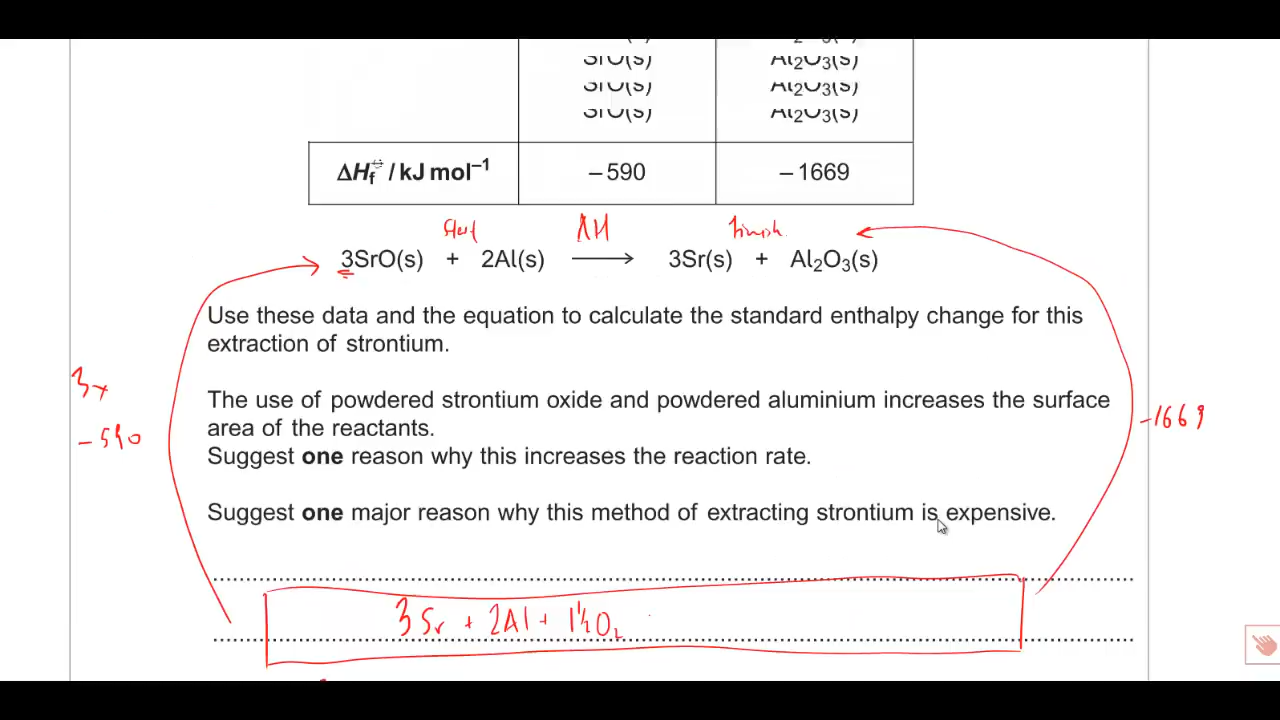 SrO(s) Al₂O₃(s)
SrO(s) Al₂O₃(s)
SrO(s) Al₂O₃(s)
ΔHf⦵ / kJ mol⁻¹ −590 −1669
Start ΔH finish
3SrO(s) + 2Al(s) → 3Sr(s) + Al₂O₃(s)
Use these data and the equation to calculate the standard enthalpy change for this
extraction of strontium.
3x
−590
−1669
The use of powdered strontium oxide and powdered aluminium increases the surface
area of the reactants.
Suggest one reason why this increases the reaction rate.
Suggest one major reason why this method of extracting strontium is expensive.
3Sr + 2Al + 1½O₂